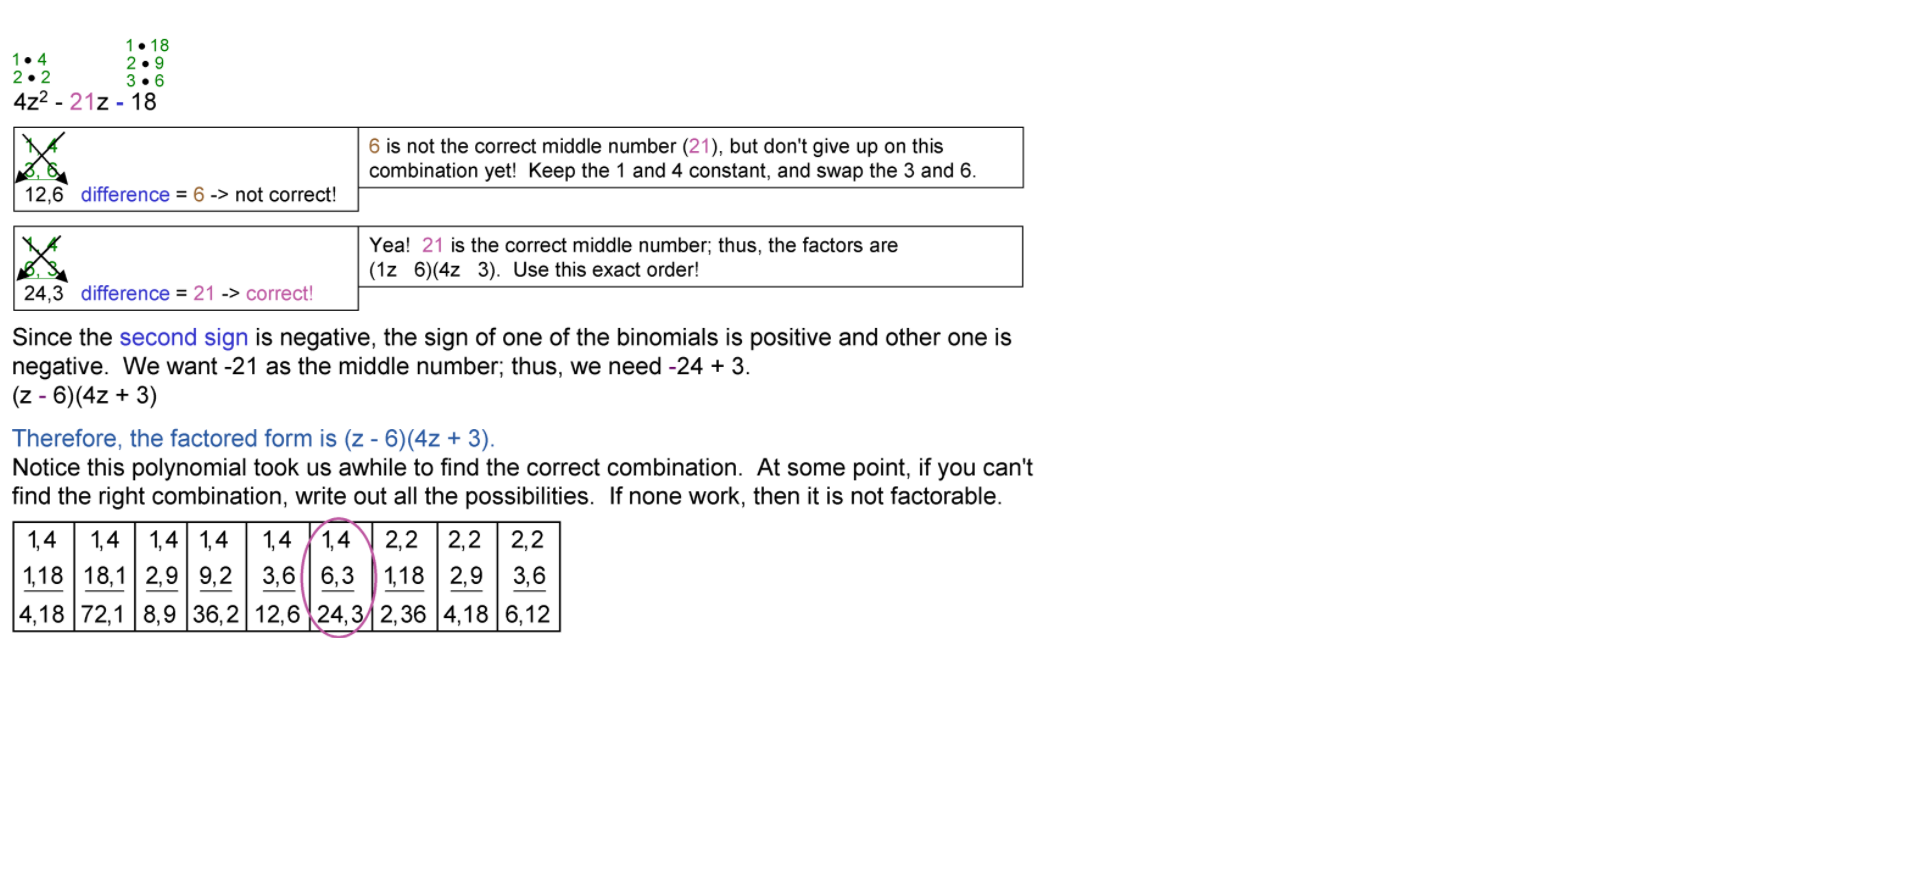 1 • 18
1 • 4
2 • 9
2 • 2
3 • 6
4z² - 21z - 18
1, 4
3, 6
12,6 difference = 6 -> not correct!
6 is not the correct middle number (21), but don't give up on this
combination yet! Keep the 1 and 4 constant, and swap the 3 and 6.
1, 4
6, 3
24,3 difference = 21 -> correct!
Yea! 21 is the correct middle number; thus, the factors are
(1z 6)(4z 3). Use this exact order!
Since the second sign is negative, the sign of one of the binomials is positive and other one is
negative. We want -21 as the middle number; thus, we need -24 + 3.
(z - 6)(4z + 3)
Therefore, the factored form is (z - 6)(4z + 3).
Notice this polynomial took us awhile to find the correct combination. At some point, if you can't
find the right combination, write out all the possibilities. If none work, then it is not factorable.
1,4 1,4 1,4 1,4 1,4 1,4 2,2 2,2 2,2
1,18 18,1 2,9 9,2 3,6 6,3 1,18 2,9 3,6
4,18 72,1 8,9 36,2 12,6 24,3 2,36 4,18 6,12